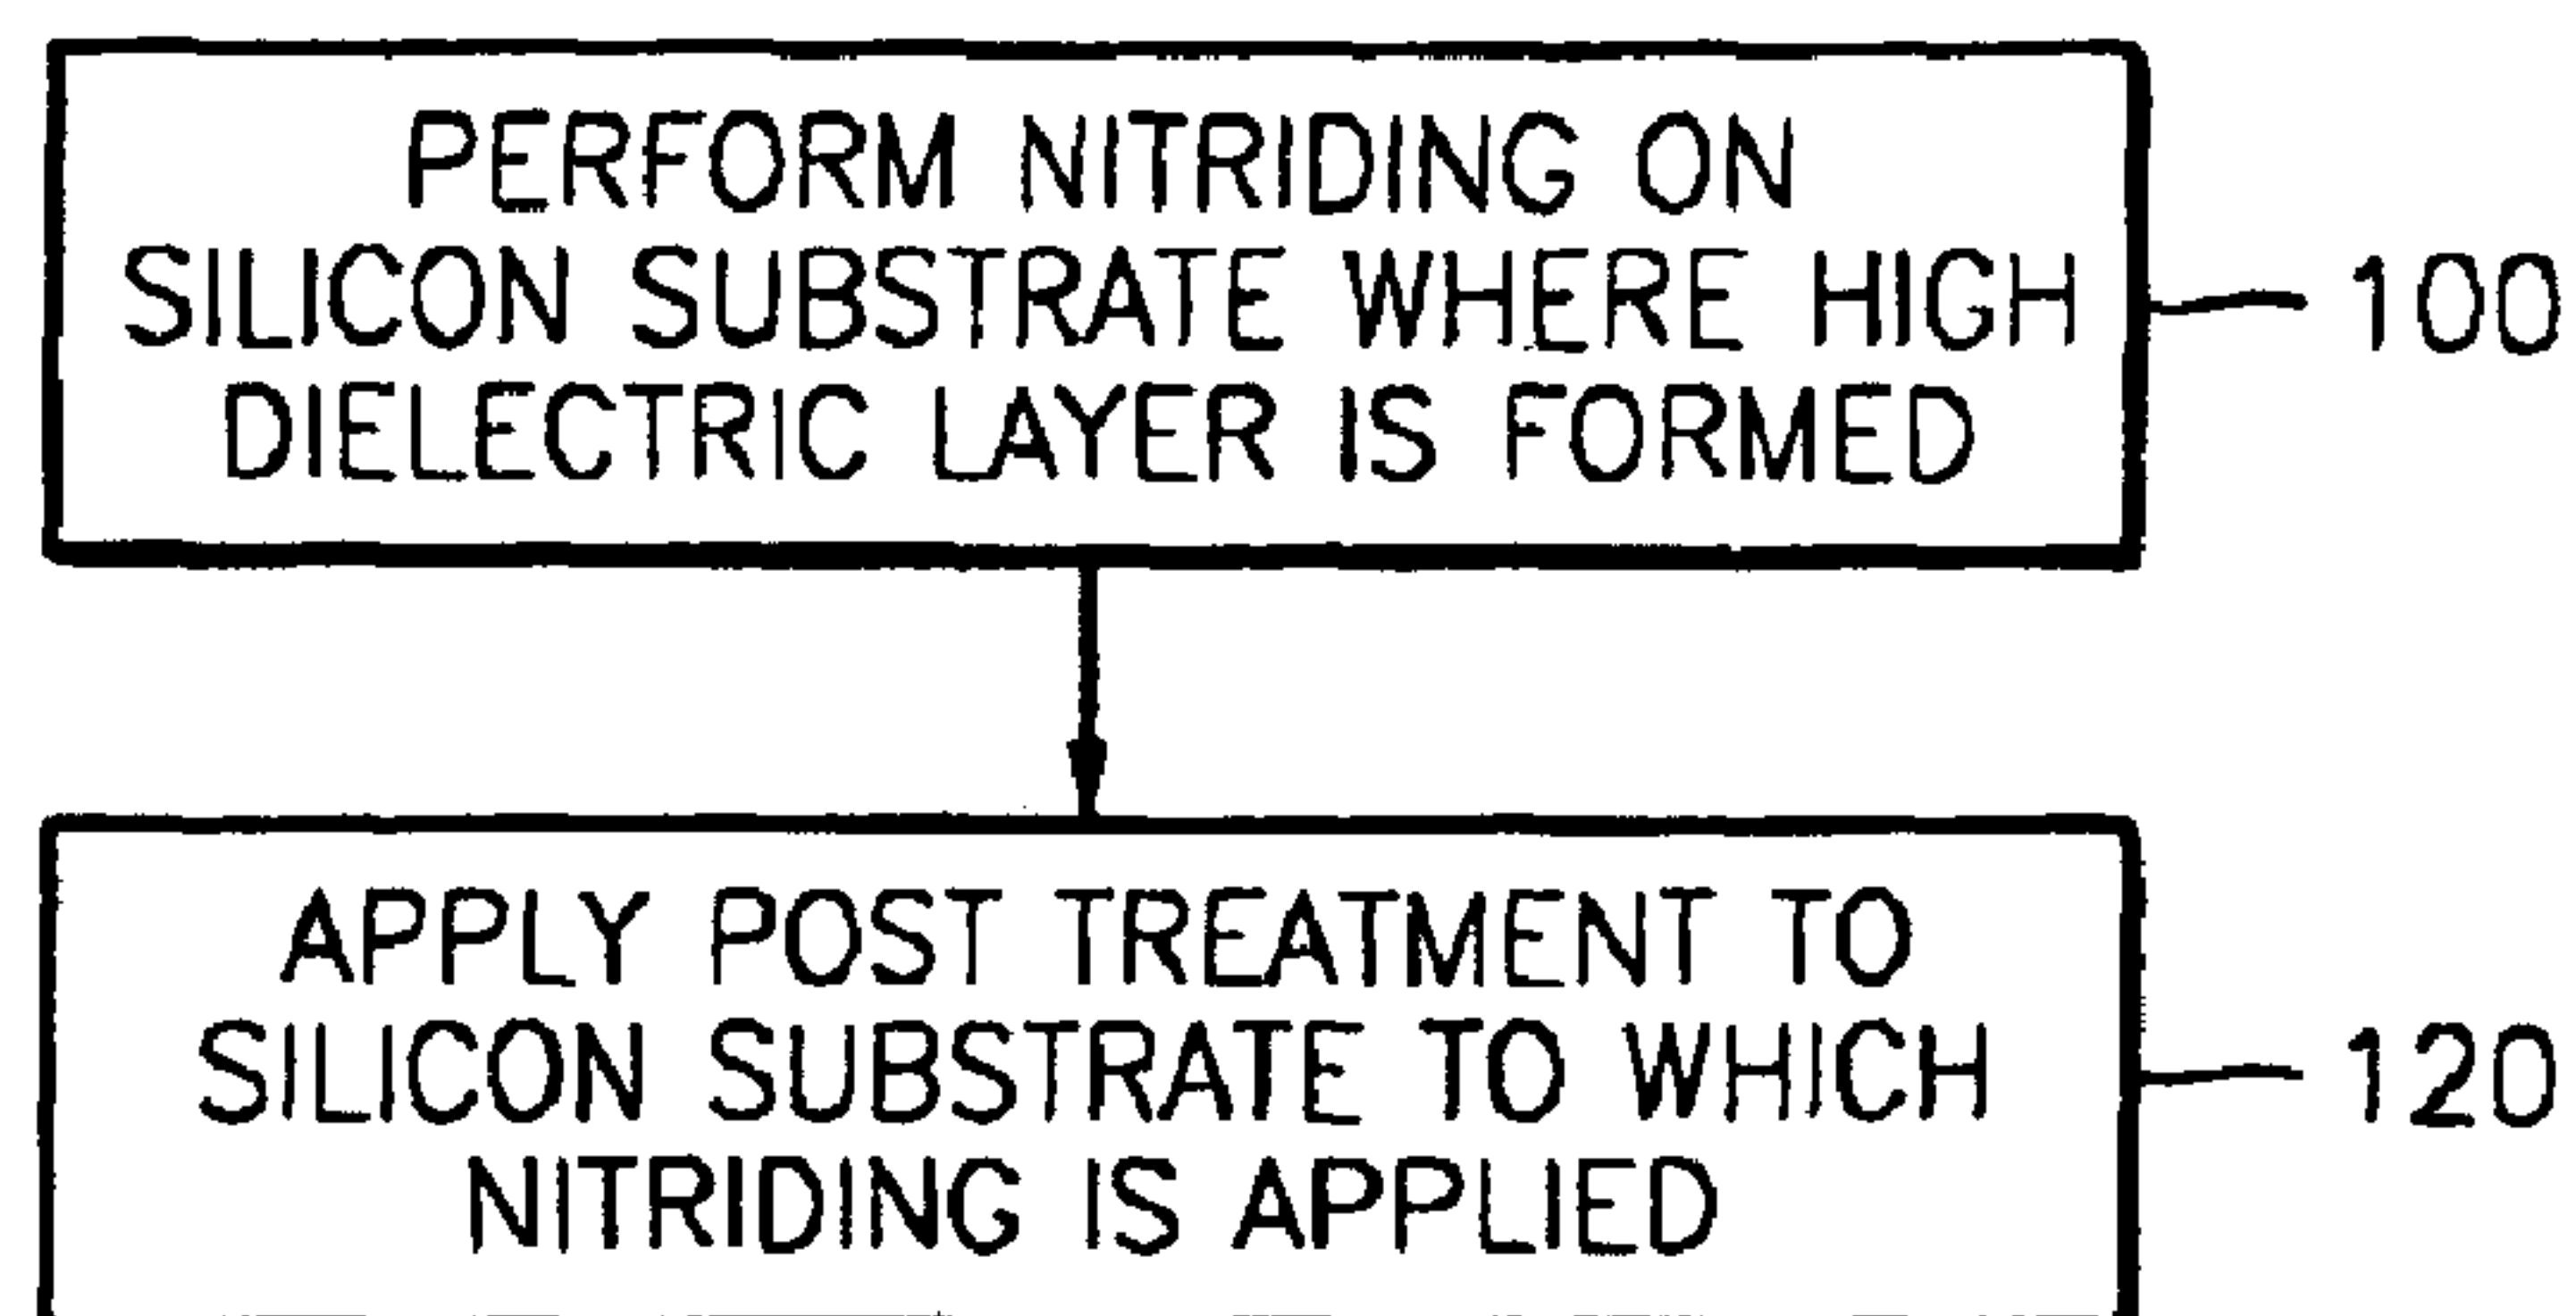 PERFORM NITRIDING ON
SILICON SUBSTRATE WHERE HIGH
DIELECTRIC LAYER IS FORMED
100
APPLY POST TREATMENT TO
SILICON SUBSTRATE TO WHICH
NITRIDING IS APPLIED
120